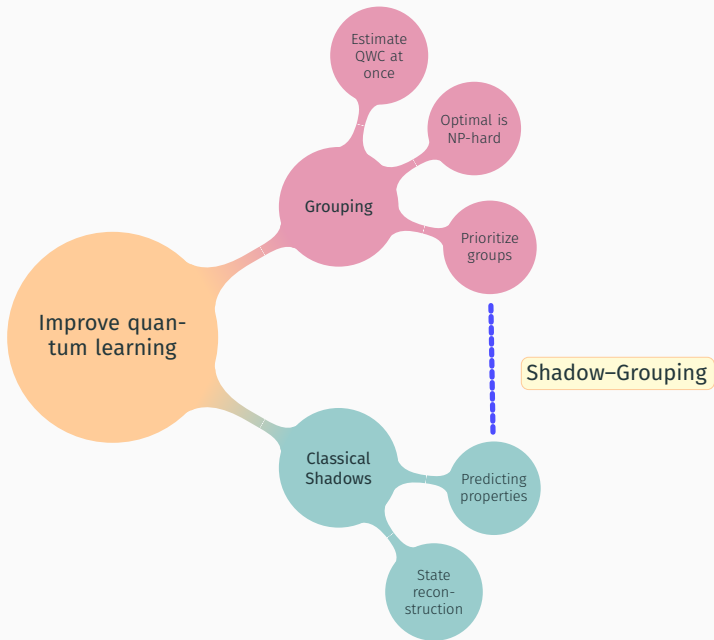 Estimate
QWC at
once
Optimal is
NP-hard
Grouping
Prioritize
groups
Improve quan-
tum learning
Shadow–Grouping
Classical
Shadows
Predicting
properties
State
recon-
struction